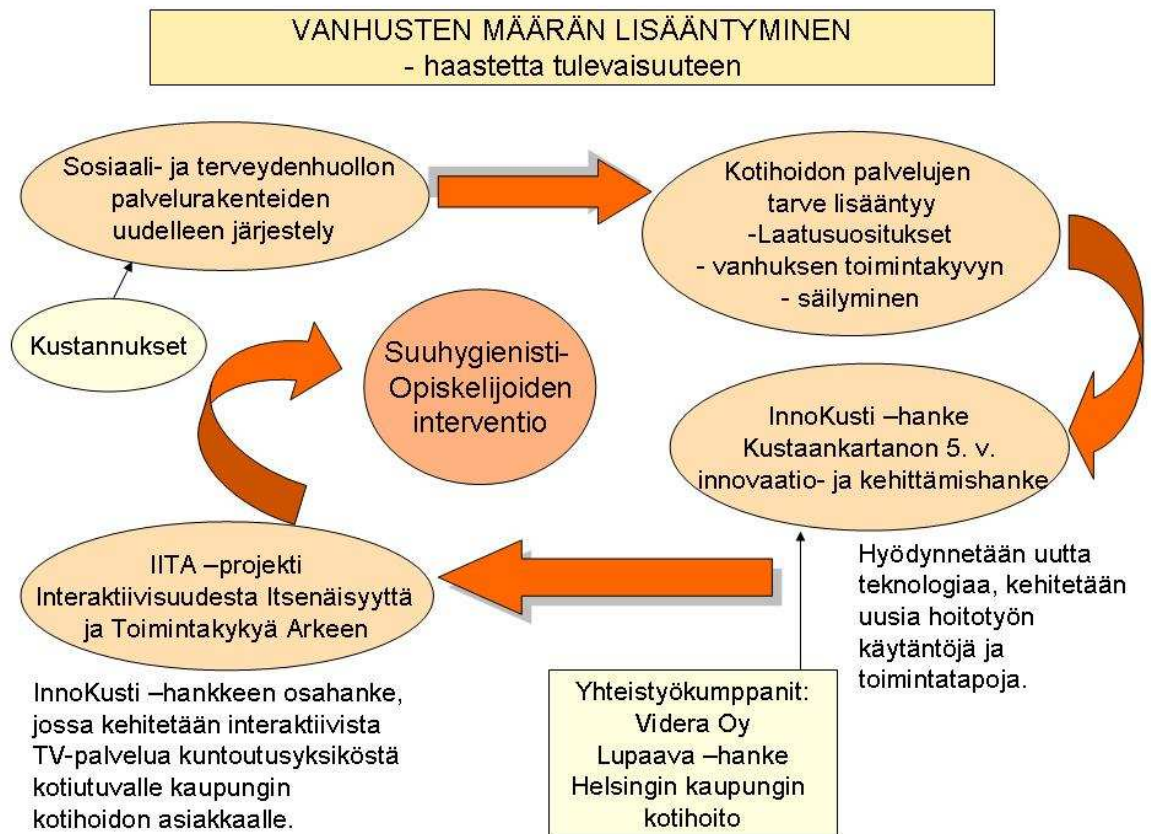 VANHUSTEN MÄÄRÄN LISÄÄNTYMINEN
- haastetta tulevaisuuteen
Sosiaali- ja terveydenhuollon
palvelurakenteiden
uudelleen järjestely
Kotihoidon palvelujen
tarve lisääntyy
-Laatusuositukset
- vanhuksen toimintakyvyn
- säilyminen
Kustannukset
Suuhygienisti-
Opiskelijoiden
interventio
InnoKusti –hanke
Kustaankartanon 5. v.
innovaatio- ja kehittämishanke
IITA –projekti
Interaktiivisuudesta Itsenäisyyttä
ja Toimintakykyä Arkeen
Hyödynnetään uutta
teknologiaa, kehitetään
uusia hoitotyön
käytäntöjä ja
toimintatapoja.
InnoKusti –hankkeen osahanke,
jossa kehitetään interaktiivista
TV-palvelua kuntoutusyksiköstä
kotiutuvalle kaupungin
kotihoidon asiakkaalle.
Yhteistyökumppanit:
Videra Oy
Lupaava –hanke
Helsingin kaupungin
kotihoito